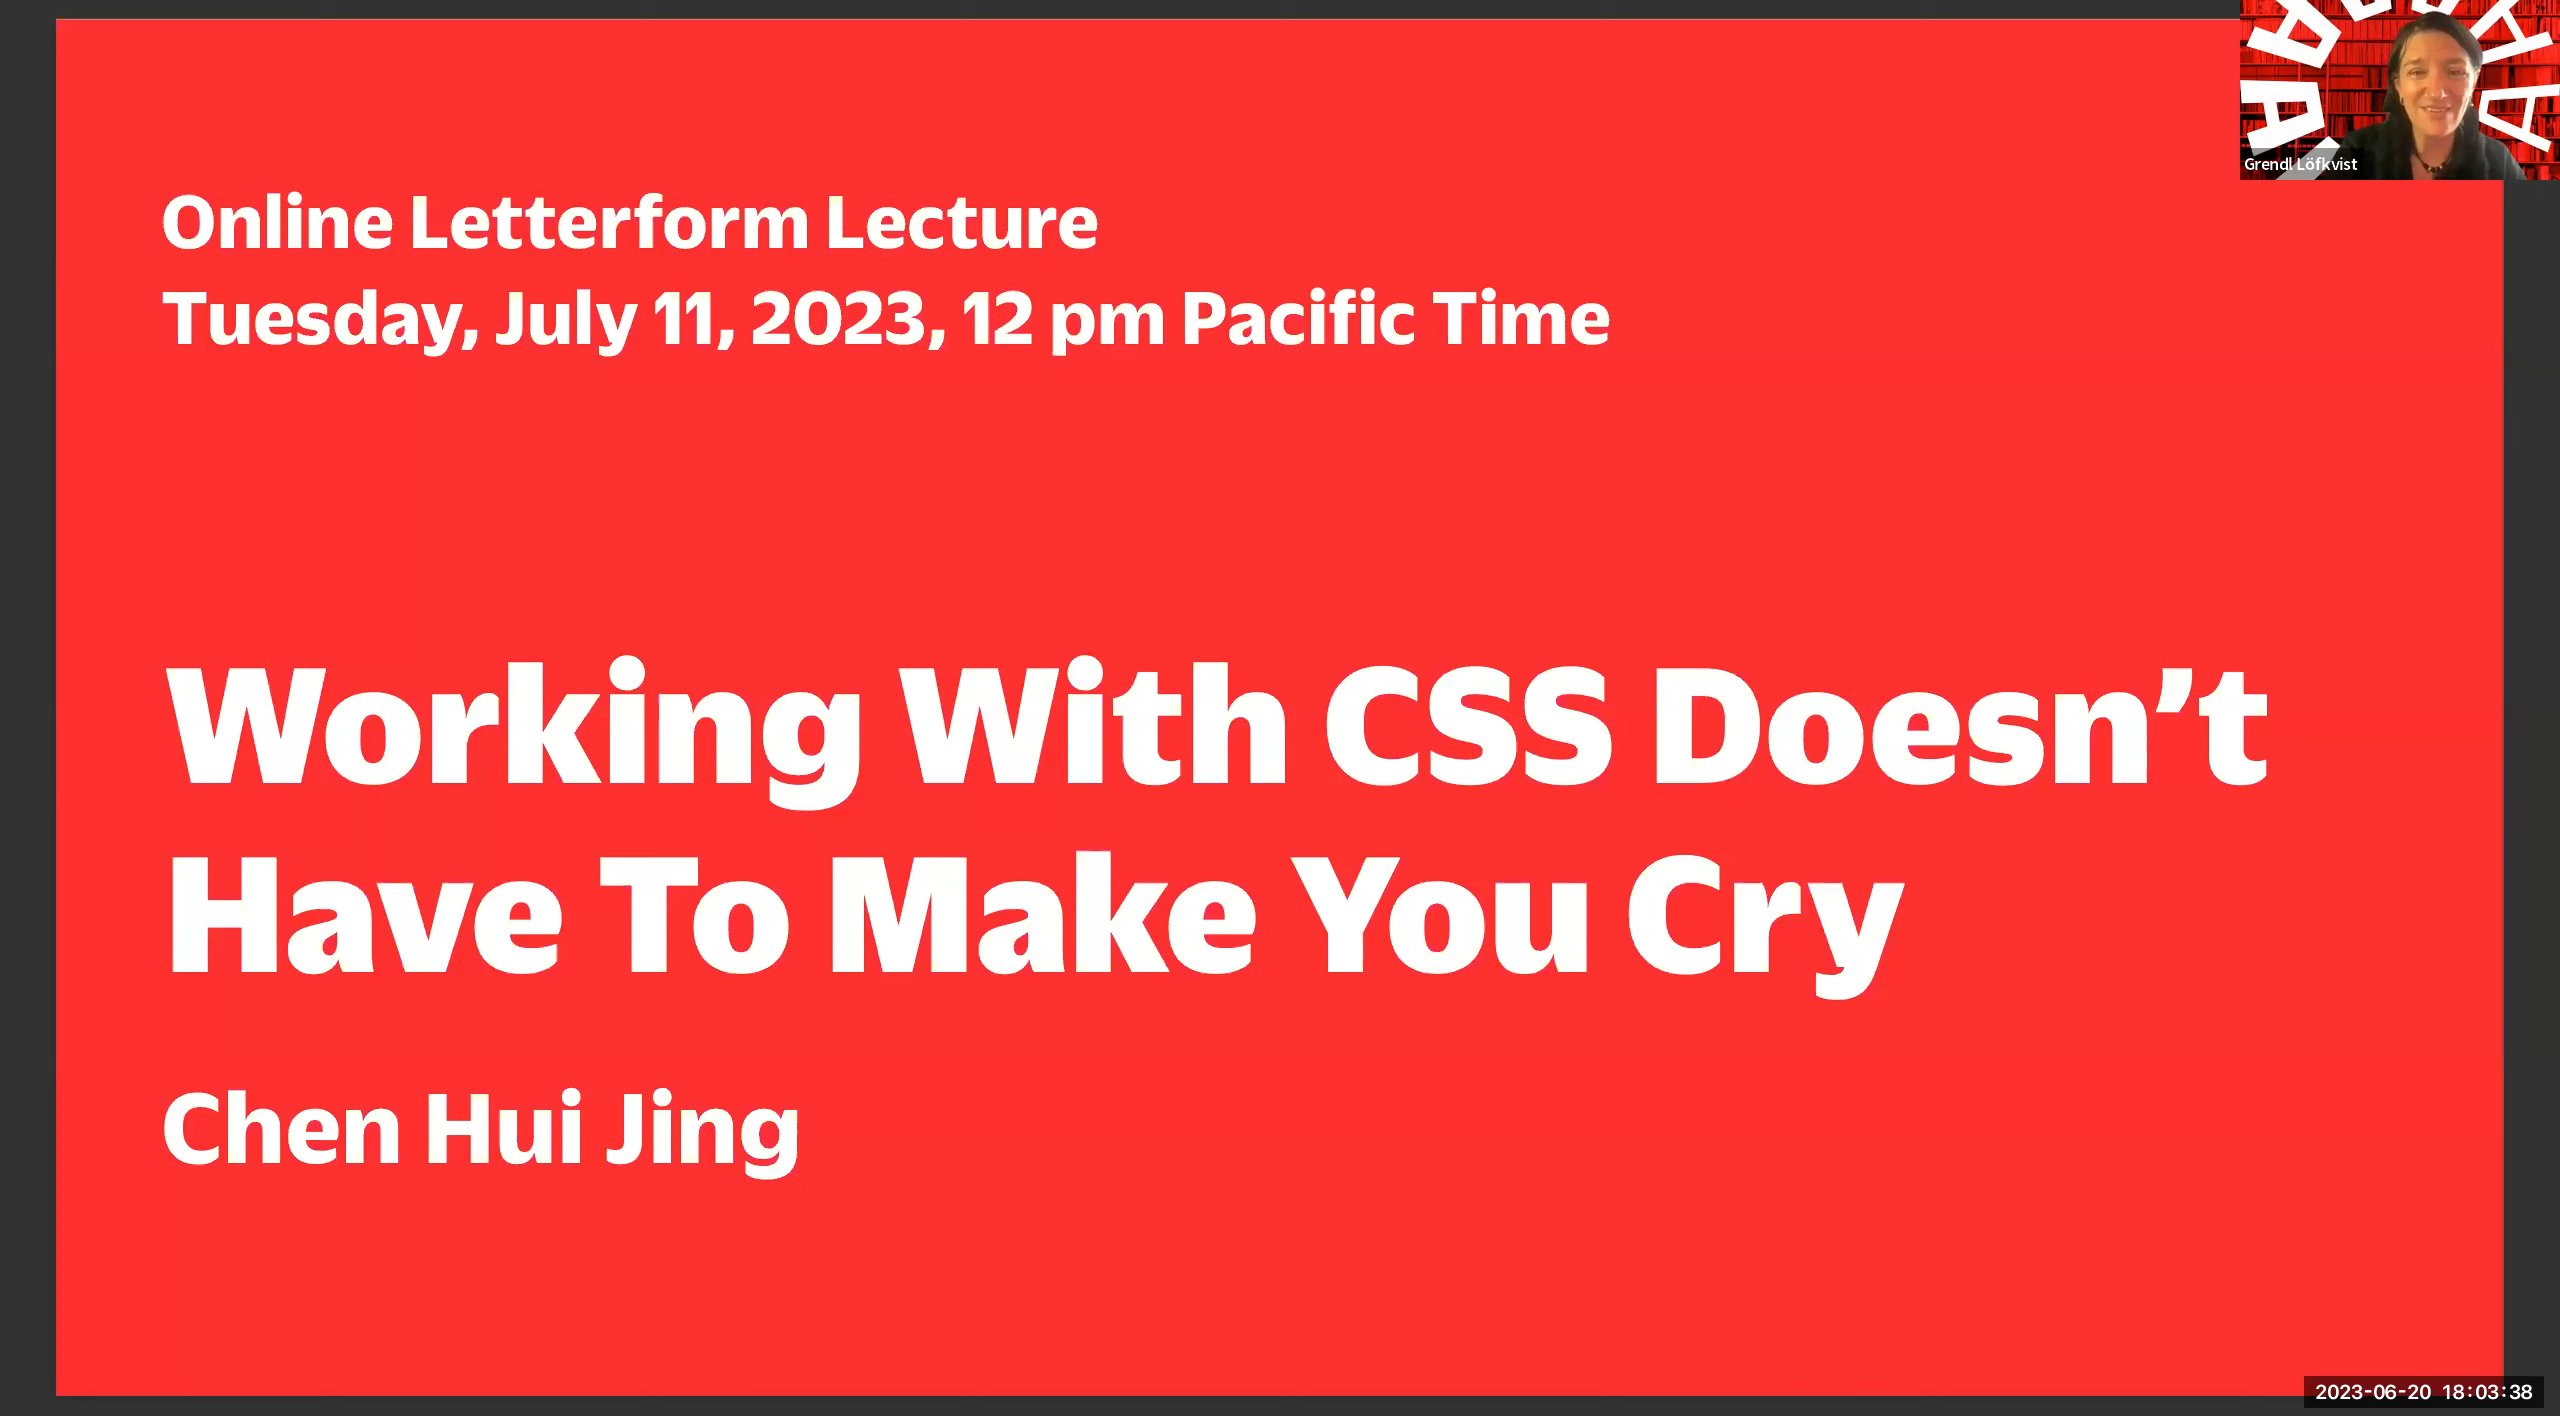 Online Letterform Lecture
Tuesday, July 11, 2023, 12 pm Pacific Time
Working With CSS Doesn’t
Have To Make You Cry
Chen Hui Jing
Grendl Löfkvist
2023-06-20 18:03:38